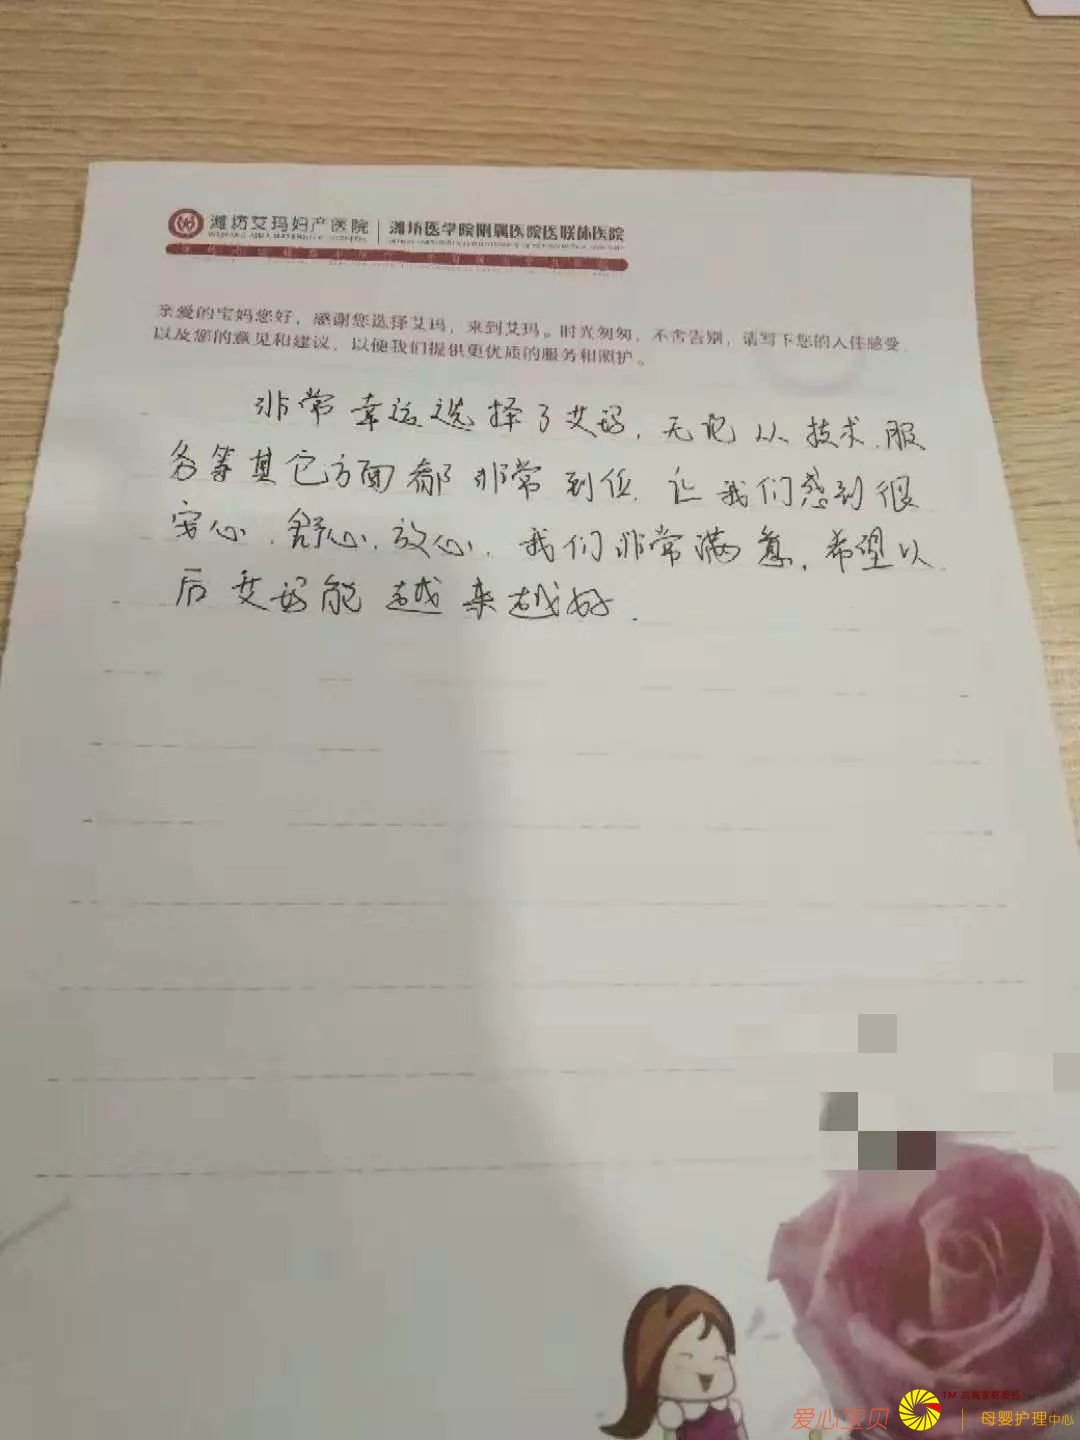 潍坊艾玛妇产医院 | 潍坊医学院附属医院医联体医院
亲爱的宝妈您好，感谢您选择艾玛，来到艾玛。时光匆匆，不舍告别，请写下您的入住感受
以及您的意见和建议，以便我们提供更优质的服务和照护。
非常幸运选择了艾玛，无论从技术、服
务等其它方面都非常到位，让我们感到很
安心、舒心、放心，我们非常满意，希望以
后艾玛能越来越好.
爱心宝贝 TM 高端家庭服务 | 母婴护理中心